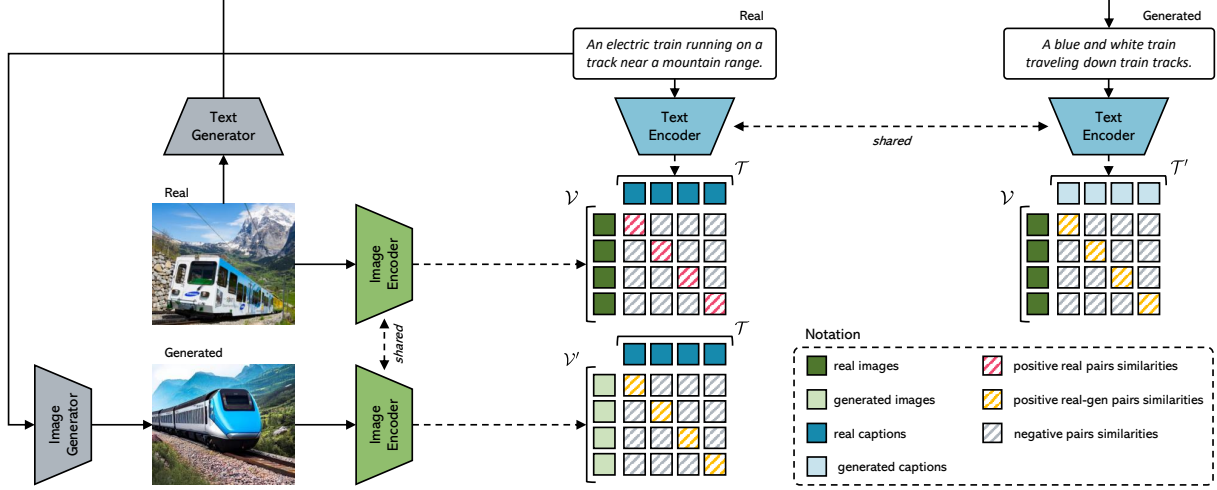 Real
Generated
An electric train running on a
track near a mountain range.
A blue and white train
traveling down train tracks.
Text
Generator
Text
Encoder
shared
Text
Encoder
Real
𝒯
𝒯'
𝒱
𝒱
Image
Encoder
shared
Generated
𝒯
𝒱'
Image
Generator
Image
Encoder
Notation
real images
positive real pairs similarities
generated images
positive real-gen pairs similarities
real captions
negative pairs similarities
generated captions